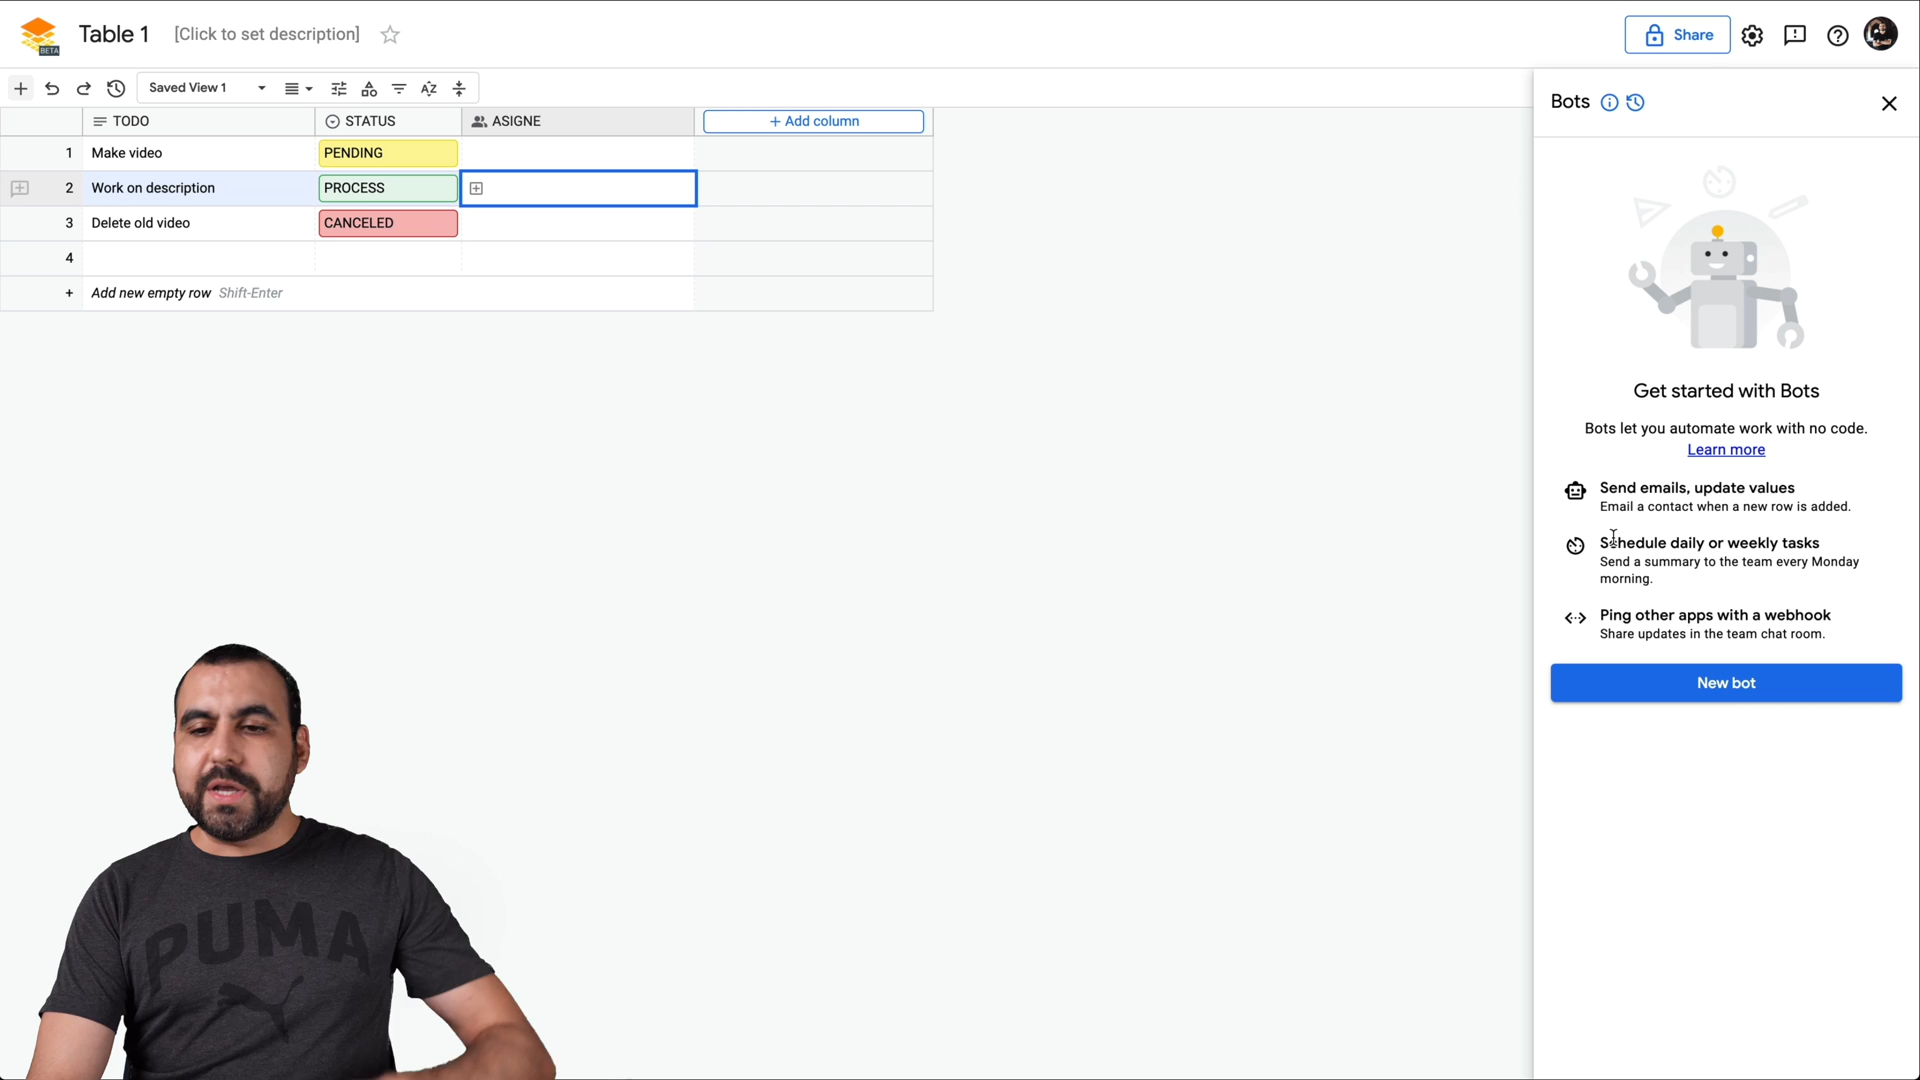 Table 1 [Click to set description]
BETA
Share
Saved View 1
TODO STATUS ASIGNE + Add column
1 Make video PENDING
2 Work on description PROCESS
3 Delete old video CANCELED
4
+ Add new empty row Shift-Enter
Bots
Get started with Bots
Bots let you automate work with no code.
Learn more
Send emails, update values
Email a contact when a new row is added.
Schedule daily or weekly tasks
Send a summary to the team every Monday
morning.
Ping other apps with a webhook
Share updates in the team chat room.
New bot
PUMA